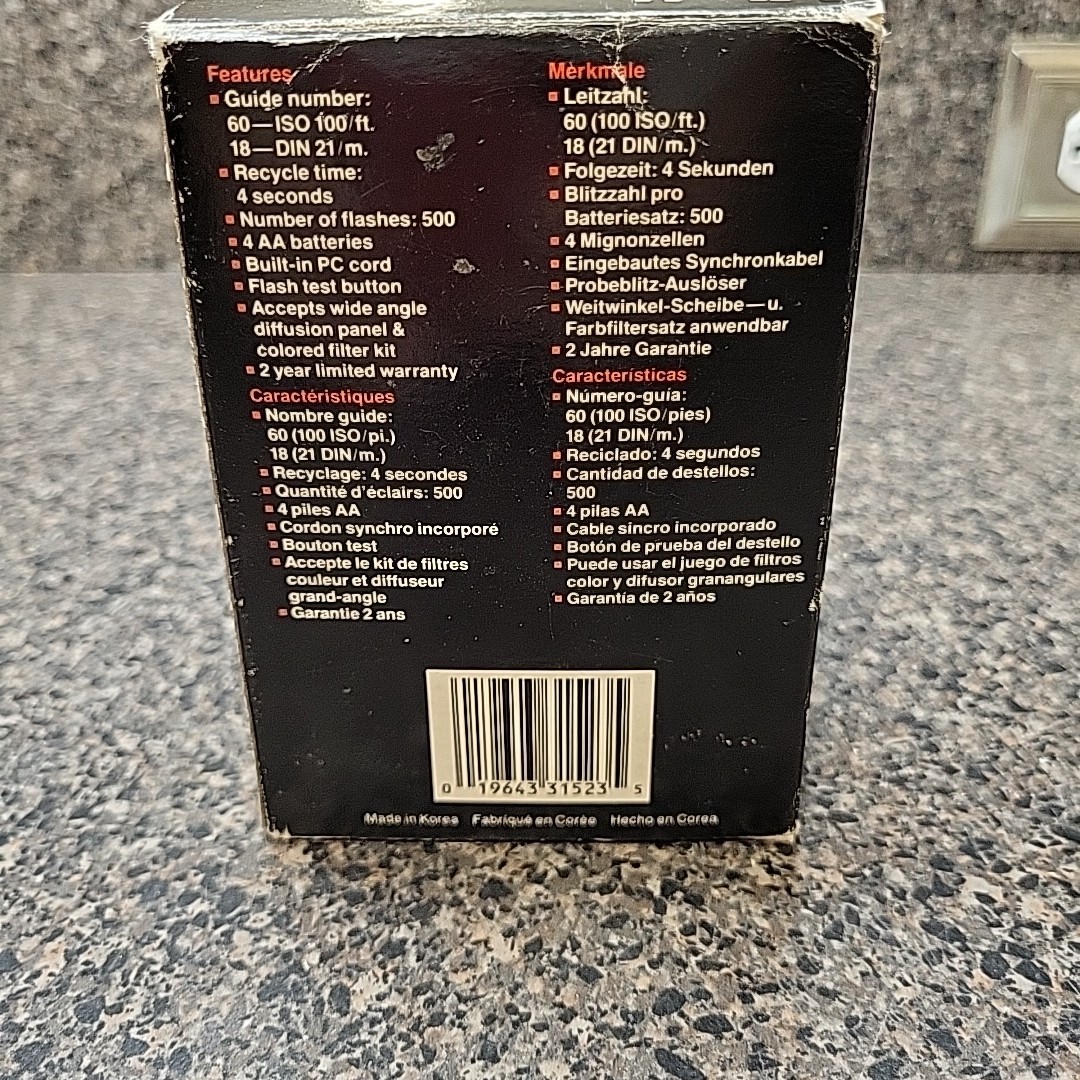 Features
Guide number:
60—ISO 100/ft.
18—DIN 21/m.
Recycle time:
4 seconds
Number of flashes: 500
4 AA batteries
Built-in PC cord
Flash test button
Accepts wide angle
diffusion panel &
colored filter kit
2 year limited warranty
Caractéristiques
Nombre guide:
60 (100 ISO/pi.)
18 (21 DIN/m.)
Recyclage: 4 secondes
Quantité d'éclairs: 500
4 piles AA
Cordon synchro incorporé
Bouton test
Accepte le kit de filtres
couleur et diffuseur
grand-angle
Garantie 2 ans
Merkmale
Leitzahl:
60 (100 ISO/ft.)
18 (21 DIN/m.)
Folgezeit: 4 Sekunden
Blitzzahl pro
Batteriesatz: 500
4 Mignonzellen
Eingebautes Synchronkabel
Probeblitz-Auslöser
Weitwinkel-Scheibe—u.
Farbfiltersatz anwendbar
2 Jahre Garantie
Características
Número-guía:
60 (100 ISO/pies)
18 (21 DIN/m.)
Reciclado: 4 segundos
Cantidad de destellos:
500
4 pilas AA
Cable sincro incorporado
Botón de prueba del destello
Puede usar el juego de filtros
color y difusor granangulares
Garantía de 2 años
0 19643 31523 5
Made in Korea Fabriqué en Corée Hecho en Corea